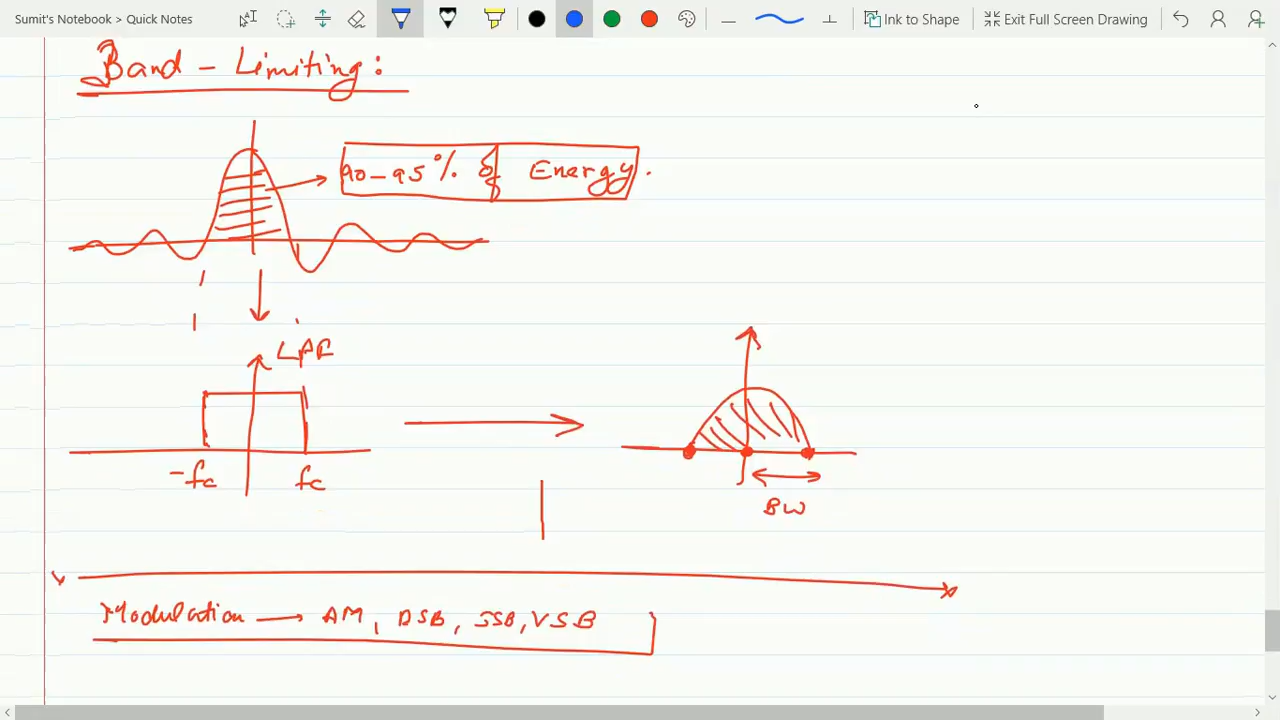 Sumit's Notebook > Quick Notes
Ink to Shape
Exit Full Screen Drawing
Band - Limiting:
90-95% of Energy.
LPF
-fc
fc
BW
Modulation → AM, DSB, SSB, VSB